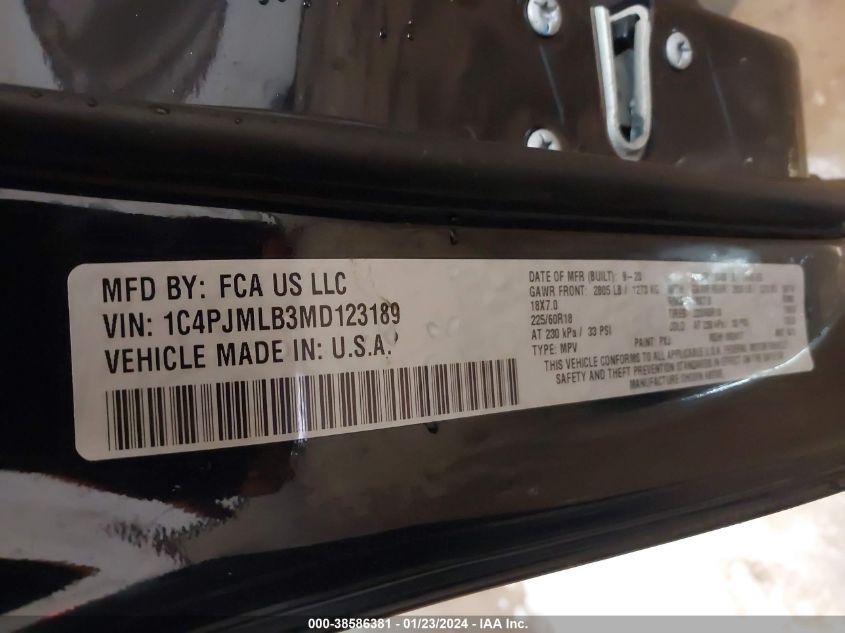 MFD BY: FCA US LLC
VIN: 1C4PJMLB3MD123189
VEHICLE MADE IN: U.S.A.
DATE OF MFR (BUILT): 9-20
GAWR FRONT: 2805 LB / 1273 KG
18X7.0
225/60R18
AT 230 kPa / 33 PSI
TYPE: MPV PAINT: PXJ
THIS VEHICLE CONFORMS TO ALL APPLICABLE U.S.A. FEDERAL MOTOR VEHICLE
SAFETY AND THEFT PREVENTION STANDARDS IN EFFECT ON THE DATE OF
MANUFACTURE SHOWN ABOVE.
000-38586381 - 01/23/2024 - IAA Inc.